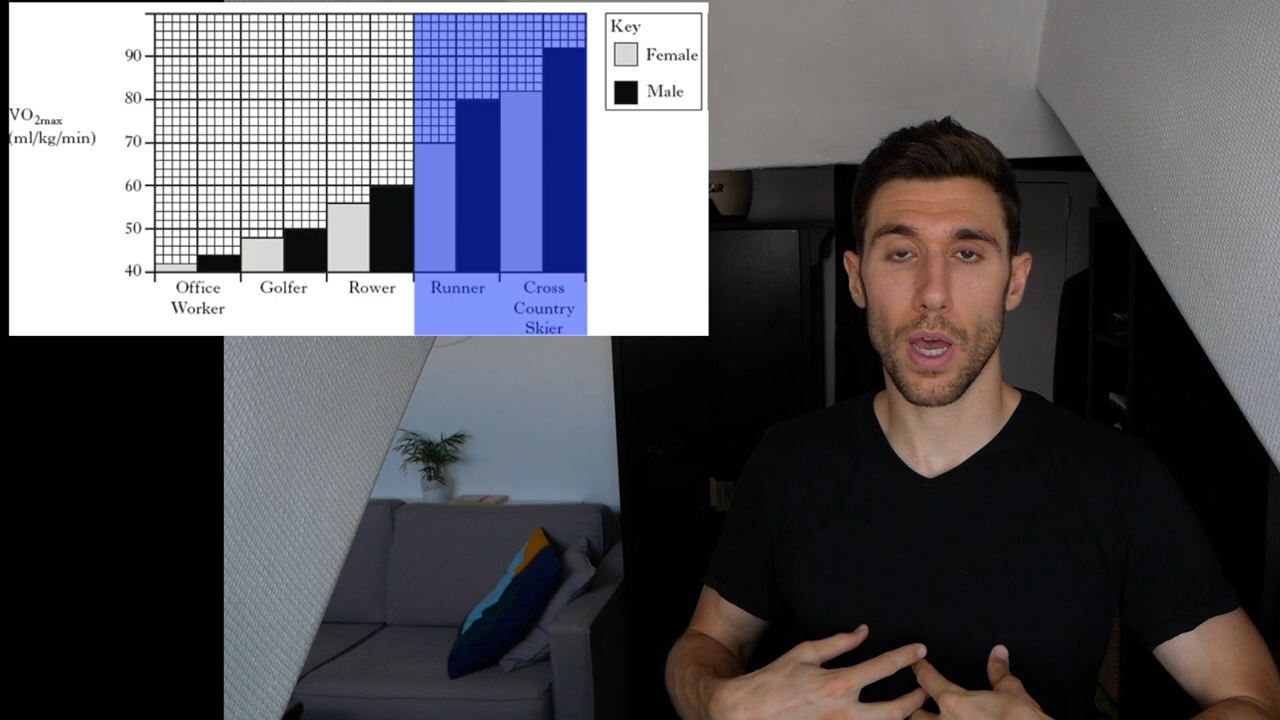 90
80
70
60
50
40
VO2max
(ml/kg/min)
Office
Worker
Golfer
Rower
Runner
Cross
Country
Skier
Key
Female
Male